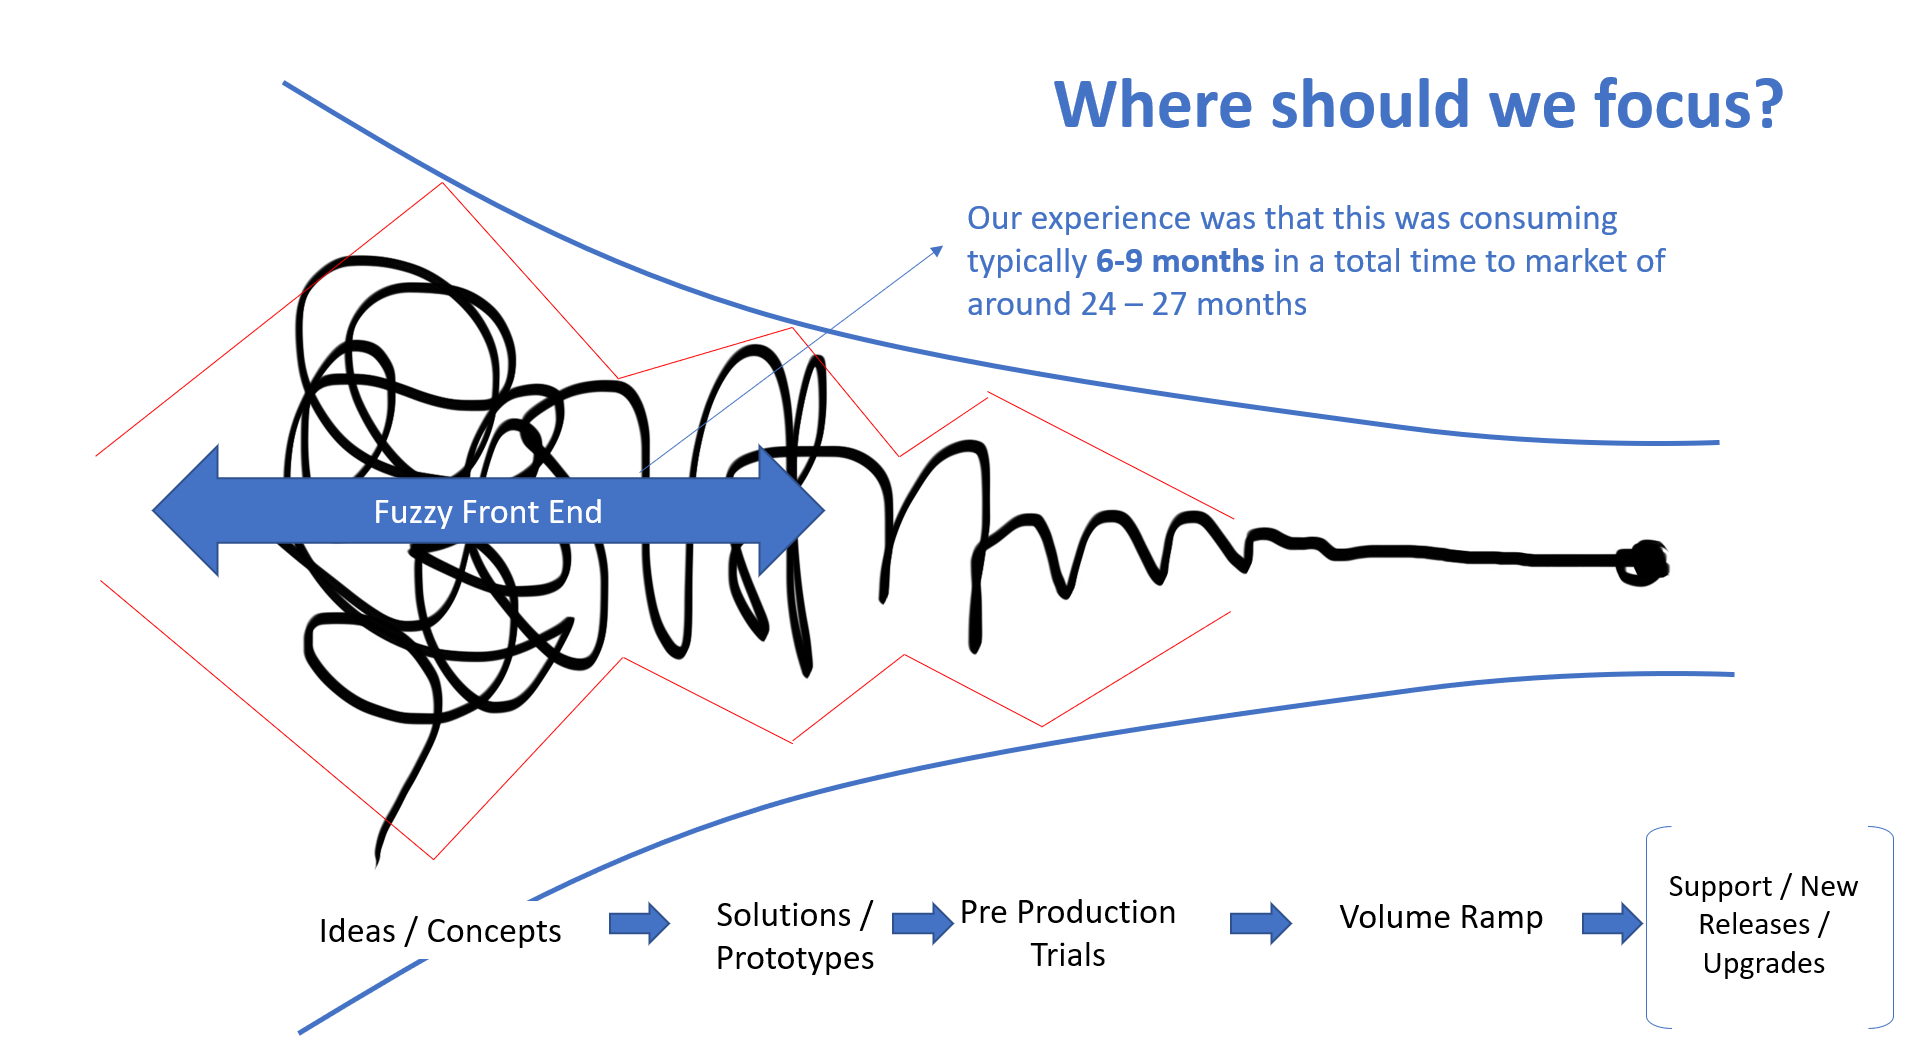 Where should we focus?
Our experience was that this was consuming
typically 6-9 months in a total time to market of
around 24 – 27 months
Fuzzy Front End
Ideas / Concepts
Solutions /
Prototypes
Pre Production
Trials
Volume Ramp
Support / New
Releases /
Upgrades